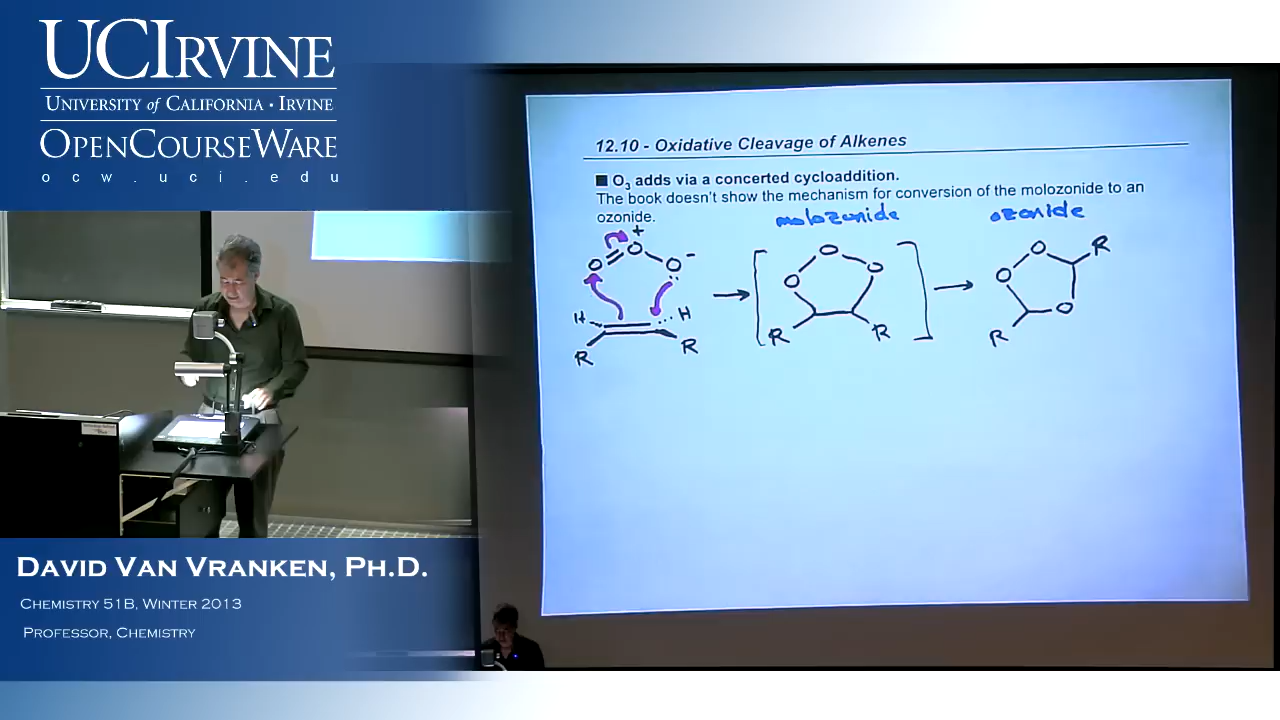 UCIRVINE
UNIVERSITY of CALIFORNIA · IRVINE
OPENCOURSEWARE
ocw.uci.edu
12.10 - Oxidative Cleavage of Alkenes
■ O₃ adds via a concerted cycloaddition.
The book doesn't show the mechanism for conversion of the molozonide to an
ozonide.
molozonide
ozonide
O O + O -
H H
R R
O O O
R R
O O O
R R
DAVID VAN VRANKEN, PH.D.
CHEMISTRY 51B, WINTER 2013
PROFESSOR, CHEMISTRY